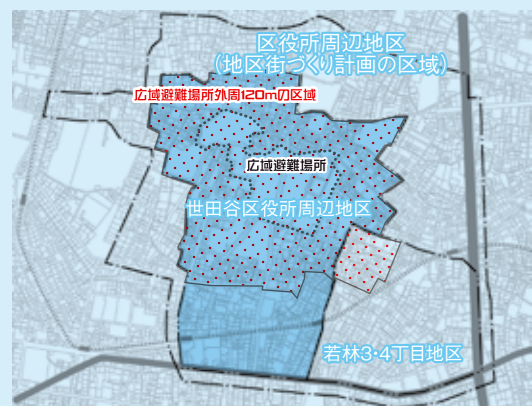 区役所周辺地区
(地区街づくり計画の区域)
広域避難場所外周120mの区域
広域避難場所
世田谷区役所周辺地区
若林3・4丁目地区